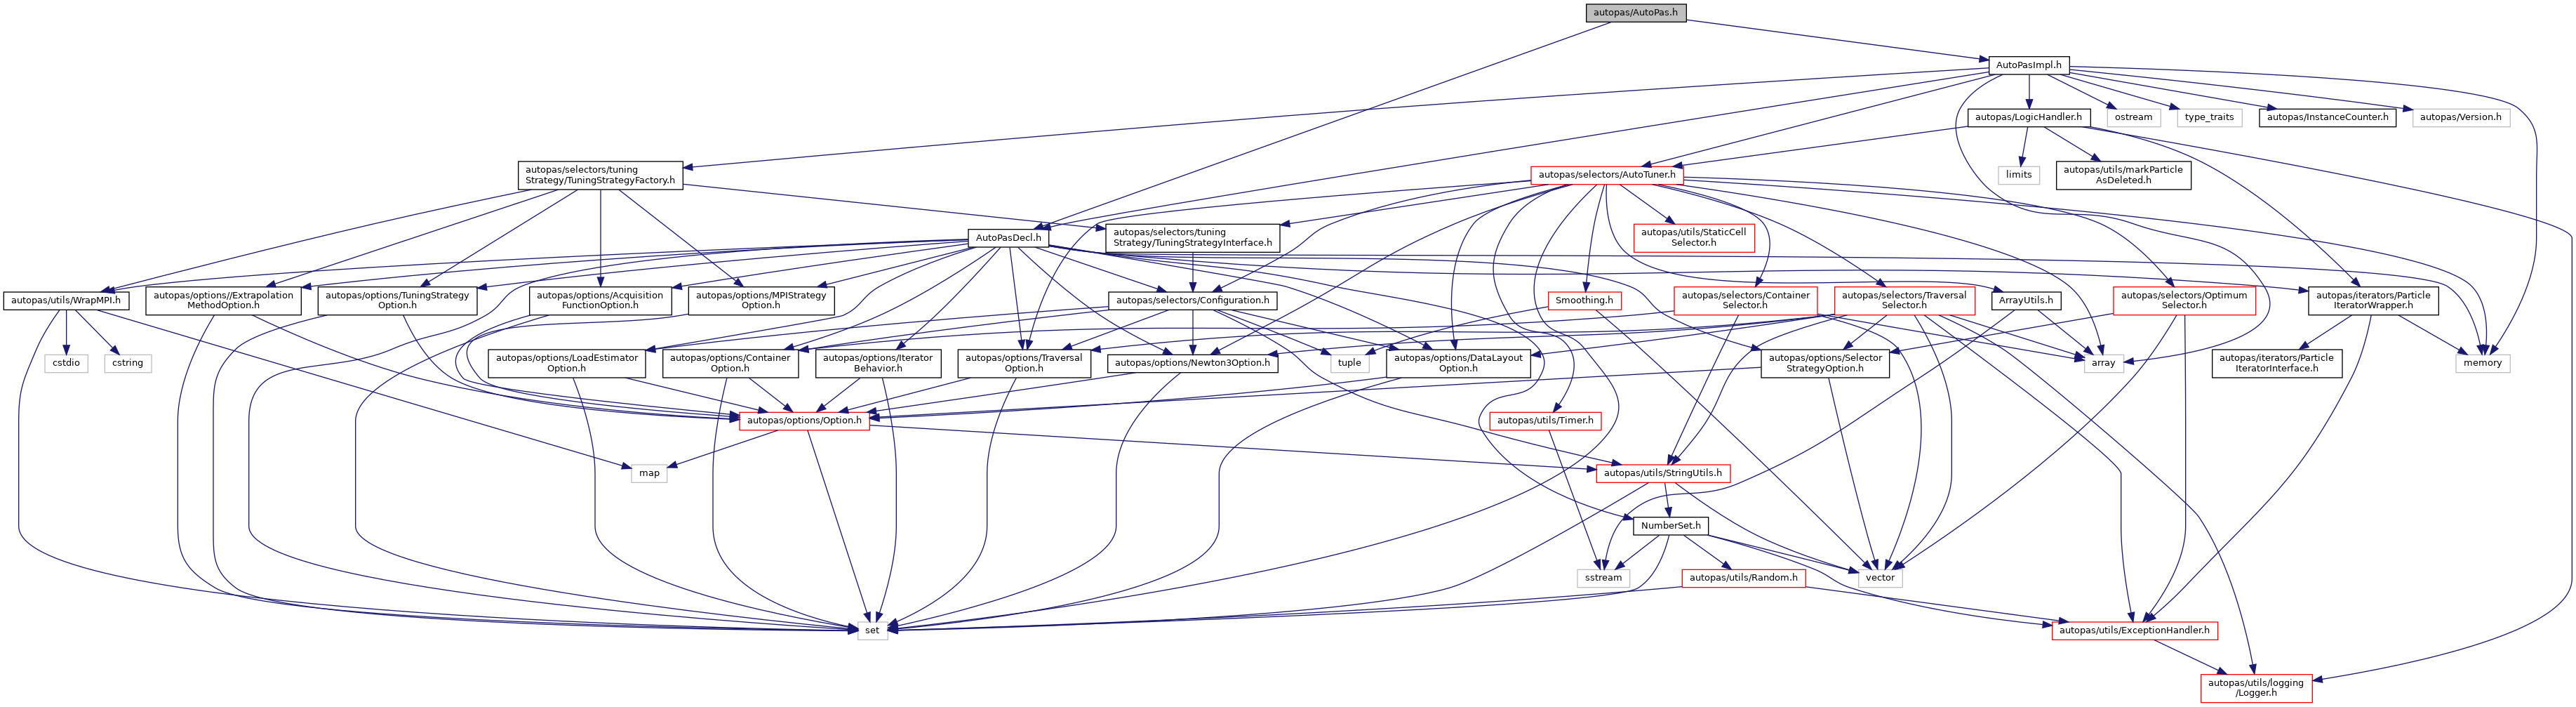 autopas/AutoPas.h
AutoPasImpl.h
autopas/LogicHandler.h
ostream
type_traits
autopas/InstanceCounter.h
autopas/Version.h
autopas/selectors/tuning
Strategy/TuningStrategyFactory.h
autopas/selectors/AutoTuner.h
limits
autopas/utils/markParticle
AsDeleted.h
AutoPasDecl.h
autopas/selectors/tuning
Strategy/TuningStrategyInterface.h
autopas/utils/StaticCell
Selector.h
autopas/utils/WrapMPI.h
autopas/options//Extrapolation
MethodOption.h
autopas/options/TuningStrategy
Option.h
autopas/options/Acquisition
FunctionOption.h
autopas/options/MPIStrategy
Option.h
autopas/selectors/Configuration.h
Smoothing.h
autopas/selectors/Container
Selector.h
autopas/selectors/Traversal
Selector.h
ArrayUtils.h
autopas/selectors/Optimum
Selector.h
autopas/iterators/Particle
IteratorWrapper.h
cstdio
cstring
autopas/options/LoadEstimator
Option.h
autopas/options/Container
Option.h
autopas/options/Iterator
Behavior.h
autopas/options/Traversal
Option.h
autopas/options/Newton3Option.h
tuple
autopas/options/DataLayout
Option.h
autopas/options/Selector
StrategyOption.h
array
autopas/iterators/Particle
IteratorInterface.h
memory
autopas/options/Option.h
autopas/utils/Timer.h
map
autopas/utils/StringUtils.h
NumberSet.h
sstream
autopas/utils/Random.h
vector
set
autopas/utils/ExceptionHandler.h
autopas/utils/logging
/Logger.h